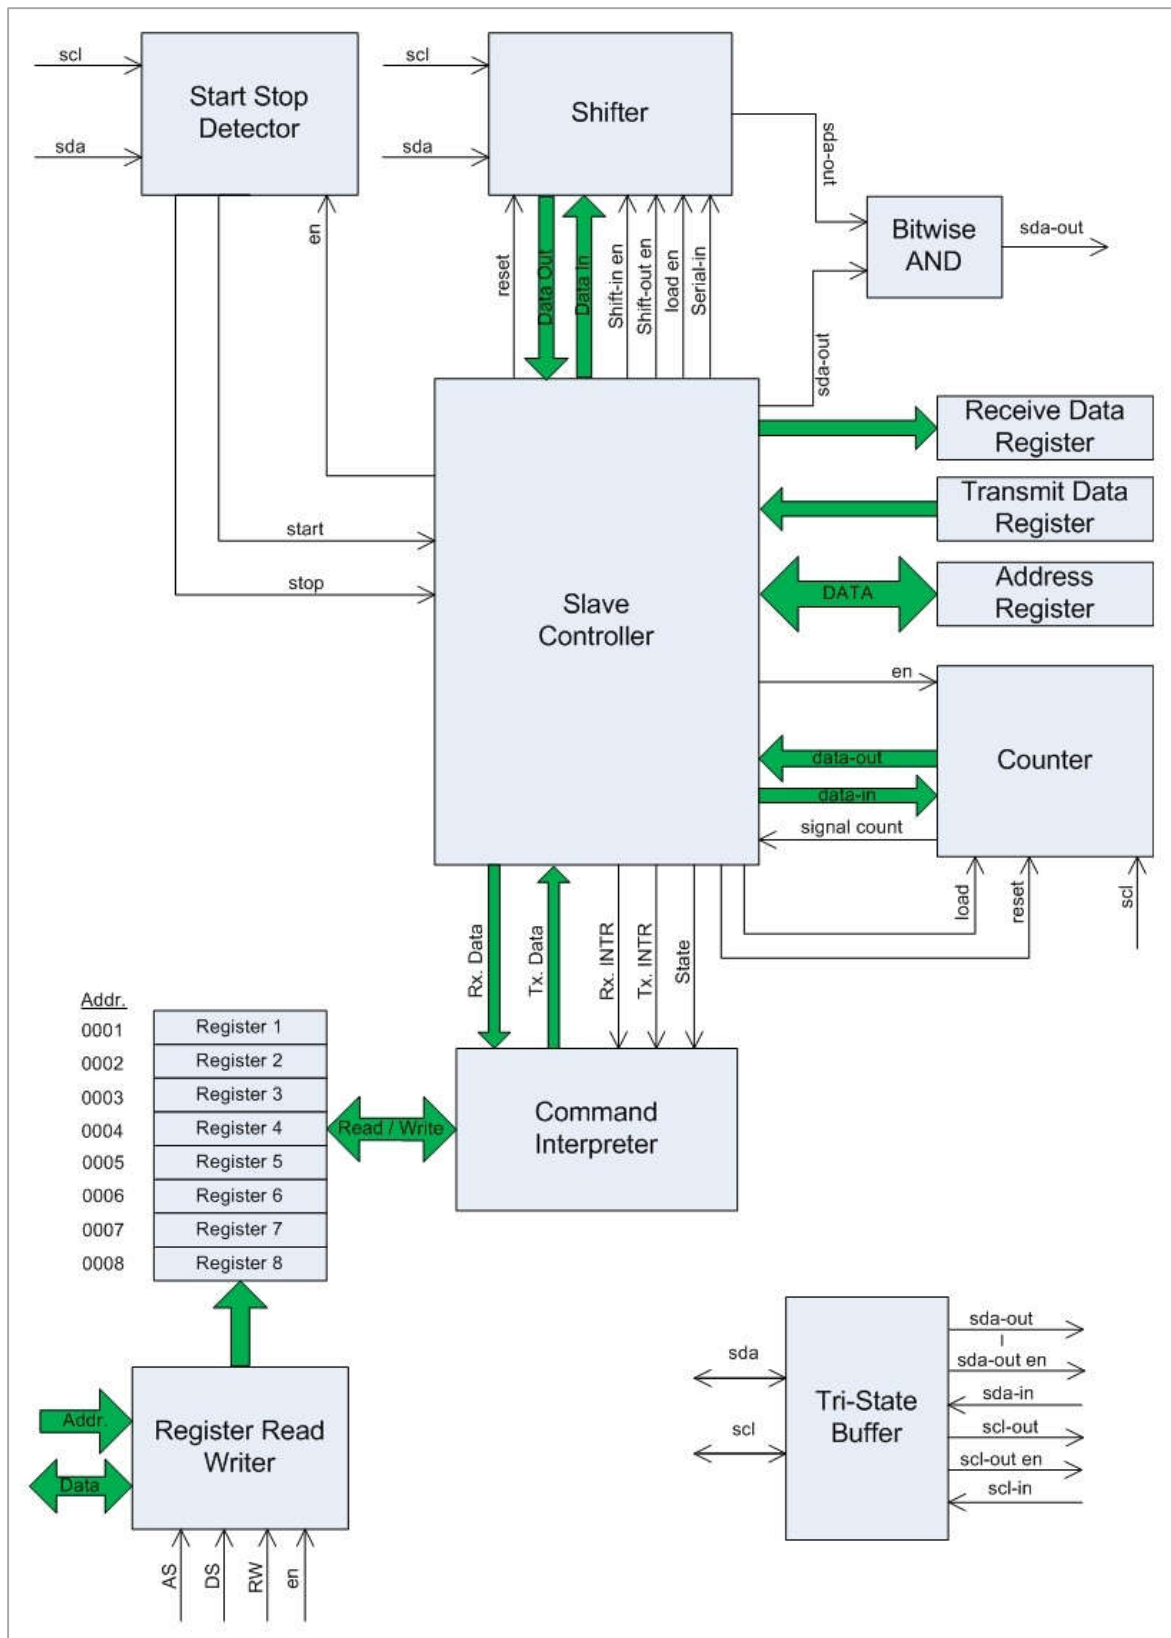 scl
sda
Start Stop
Detector
scl
sda
Shifter
sda-out
Bitwise
AND
sda-out
en
reset
Data Out
Data In
Shift-in en
Shift-out en
load en
Serial-in
sda-out
Receive Data
Register
Transmit Data
Register
DATA
Address
Register
start
stop
Slave
Controller
en
data-out
data-in
signal count
Counter
load
reset
scl
Rx. Data
Tx. Data
Rx. INTR
Tx. INTR
State
Addr.
0001 Register 1
0002 Register 2
0003 Register 3
0004 Register 4
0005 Register 5
0006 Register 6
0007 Register 7
0008 Register 8
Read / Write
Command
Interpreter
Addr.
Data
Register Read
Writer
AS
DS
RW
en
sda
scl
Tri-State
Buffer
sda-out
sda-out en
sda-in
scl-out
scl-out en
scl-in